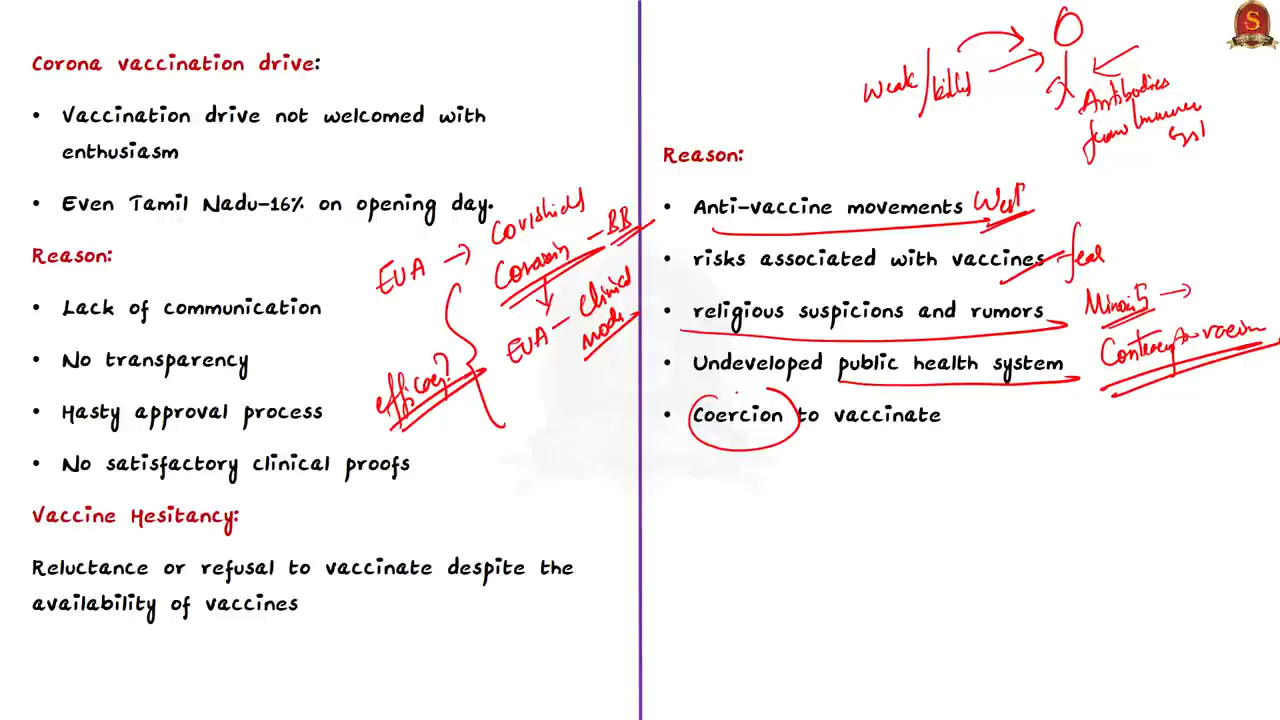 Corona vaccination drive:
• Vaccination drive not welcomed with
enthusiasm
• Even Tamil Nadu-16% on opening day.
Reason:
• Lack of communication
• No transparency
• Hasty approval process
• No satisfactory clinical proofs
Vaccine Hesitancy:
Reluctance or refusal to vaccinate despite the
availability of vaccines
EUA → Covishield
Covaxin – BB
EUA – Clinical
mode
efficacy?
Weak/killed
Antibodies
from Immune
Reason:
• Anti-vaccine movements West
• risks associated with vaccines fear
• religious suspicions and rumors
Minority →
• Undeveloped public health system
• Coercion to vaccinate
S